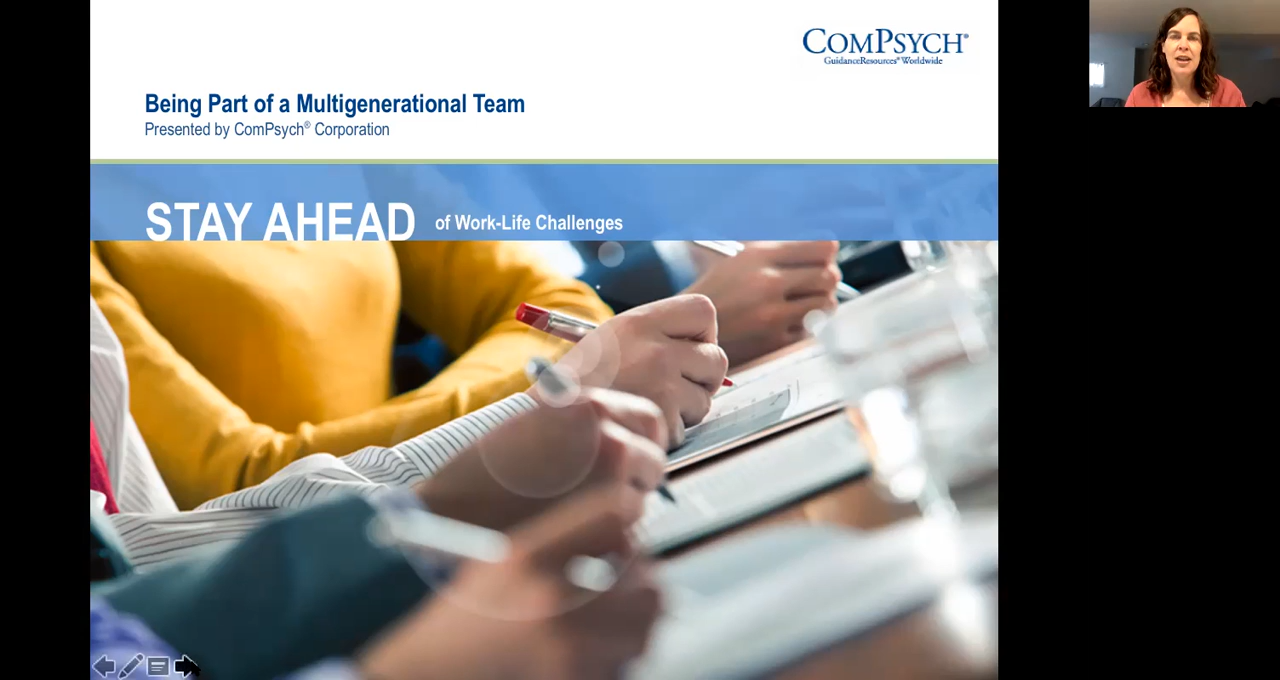 COMPSYCH®
GuidanceResources® Worldwide
Being Part of a Multigenerational Team
Presented by ComPsych® Corporation
STAY AHEAD of Work-Life Challenges